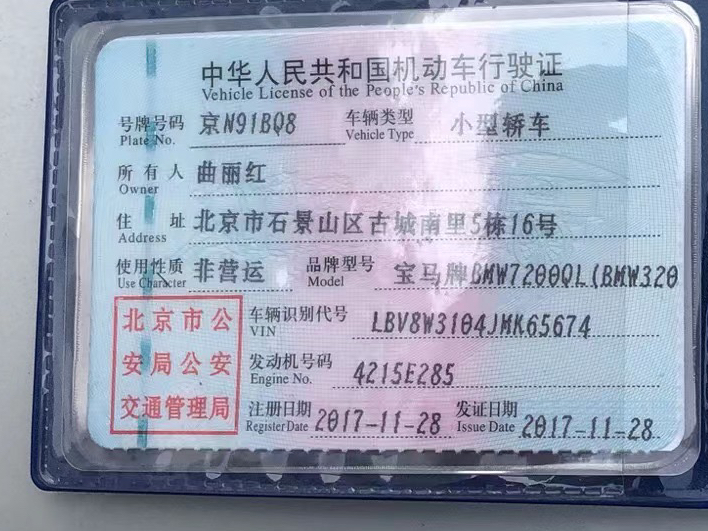 中华人民共和国机动车行驶证
Vehicle License of the People's Republic of China
号牌号码 京N91BQ8 车辆类型 小型轿车
Plate No. Vehicle Type
所有人 曲丽红
Owner
住址 北京市石景山区古城南里5栋16号
Address
使用性质 非营运 品牌型号 宝马牌BMW7200QL(BMW320
Use Character Model
北京市公 车辆识别代号 LBV8W3104JMK65674
VIN
安局公安 发动机号码 4215E285
Engine No.
交通管理局 注册日期 2017-11-28 发证日期 2017-11-28
Register Date Issue Date